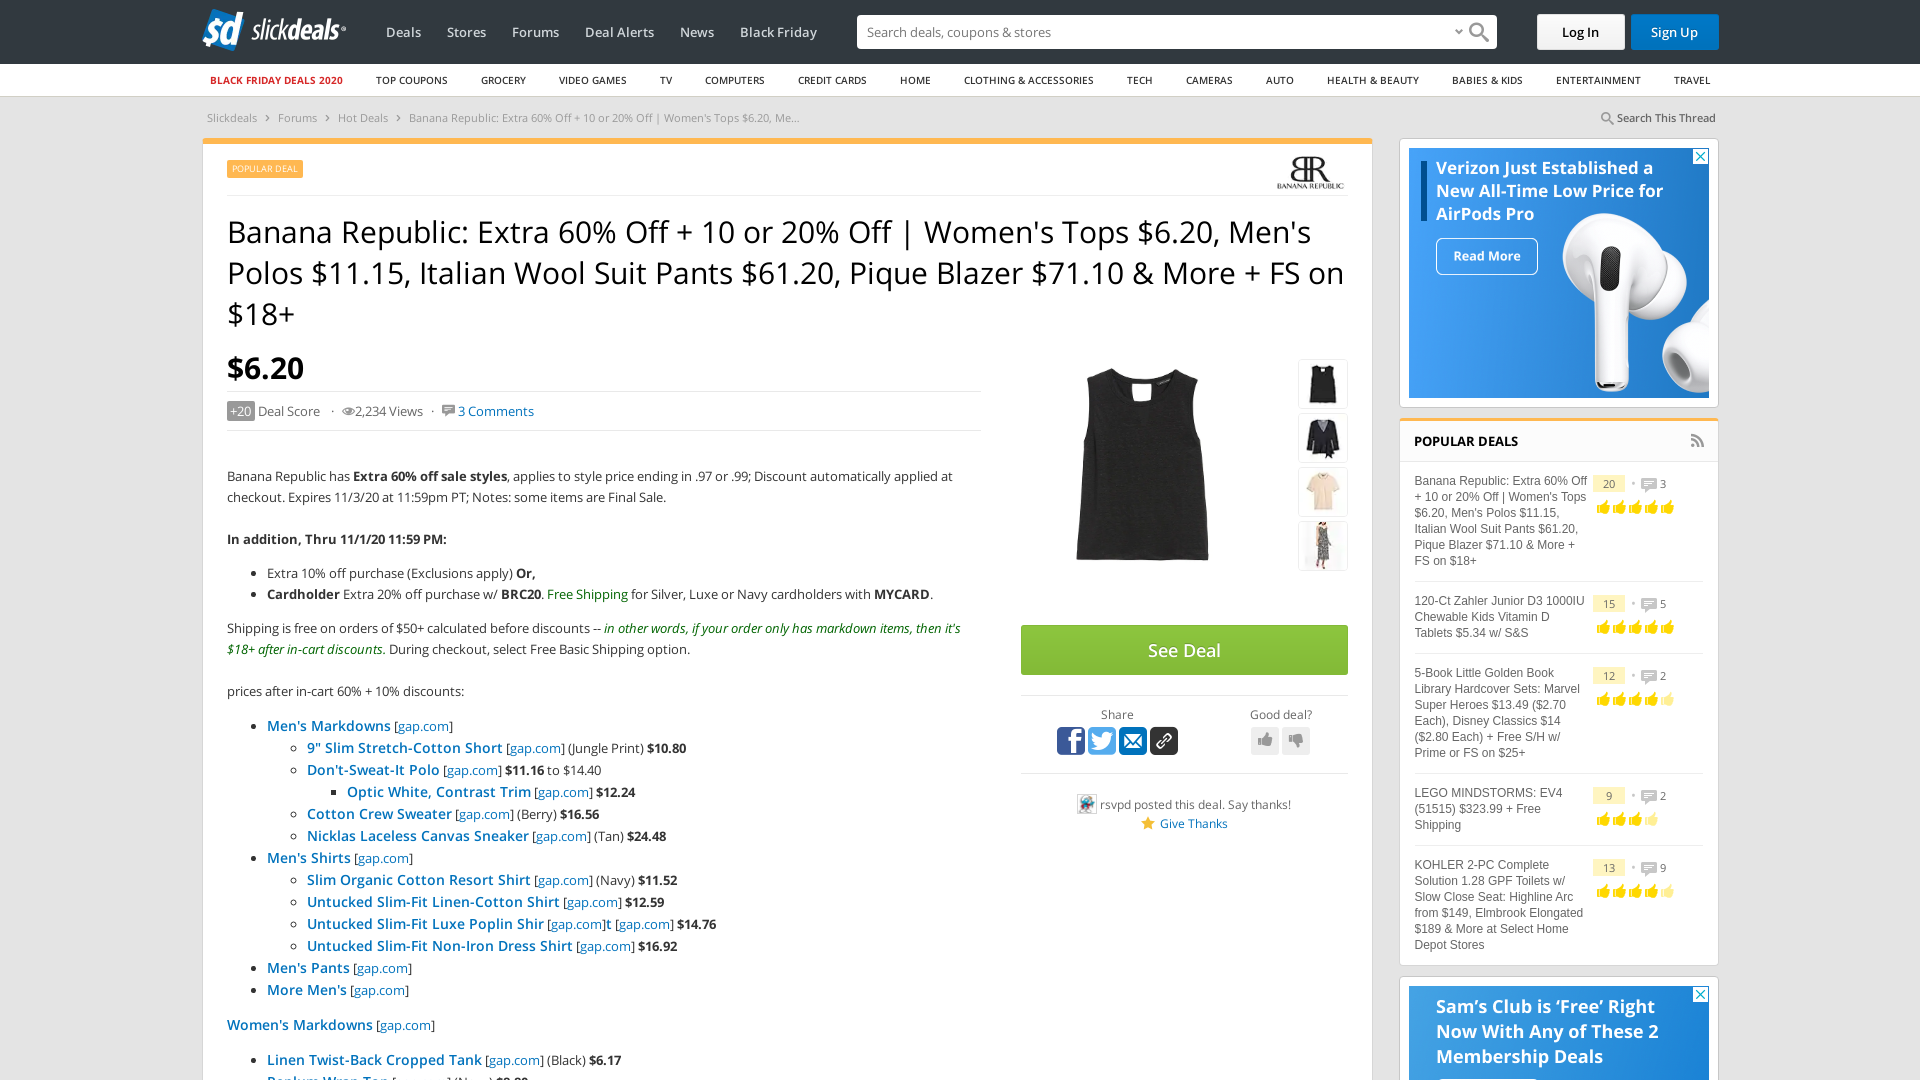 sd slickdeals
Deals Stores Forums Deal Alerts News Black Friday
Search deals, coupons & searches
Log In Sign Up
BLACK FRIDAY DEALS 2020 TOP COUPONS GROCERY VIDEO GAMES TV COMPUTERS CREDIT CARDS HOME CLOTHING & ACCESSORIES TECH CAMERAS AUTO HEALTH & BEAUTY BABIES & KIDS ENTERTAINMENT TRAVEL
Slickdeals › Forums › Hot Deals › Banana Republic: Extra 60% Off + 10 or 20% Off | Women's Tops $6.20, Me...
Search This Thread
POPULAR DEAL
BR
BANANA REPUBLIC
Banana Republic: Extra 60% Off + 10 or 20% Off | Women's Tops $6.20, Men's
Polos $11.15, Italian Wool Suit Pants $61.20, Pique Blazer $71.10 & More + FS on
$18+
$6.20
+20 Deal Score · 2,234 Views · 3 Comments
Banana Republic has Extra 60% off sale styles, applies to style price ending in .97 or .99; Discount automatically applied at
checkout. Expires 11/3/20 at 11:59pm PT; Notes: some items are Final Sale.
In addition, Thru 11/1/20 11:59 PM:
• Extra 10% off purchase (Exclusions apply) Or,
• Cardholder Extra 20% off purchase w/ BRC20. Free Shipping for Silver, Luxe or Navy cardholders with MYCARD.
Shipping is free on orders of $50+ calculated before discounts -- in other words, if your order only has markdown items, then it's
$18+ after in-cart discounts. During checkout, select Free Basic Shipping option.
prices after in-cart 60% + 10% discounts:
• Men's Markdowns [gap.com]
◦ 9" Slim Stretch-Cotton Short [gap.com] (Jungle Print) $10.80
◦ Don't-Sweat-It Polo [gap.com] $11.16 to $14.40
▪ Optic White, Contrast Trim [gap.com] $12.24
◦ Cotton Crew Sweater [gap.com] (Berry) $16.56
◦ Nicklas Laceless Canvas Sneaker [gap.com] (Tan) $24.48
• Men's Shirts [gap.com]
◦ Slim Organic Cotton Resort Shirt [gap.com] (Navy) $11.52
◦ Untucked Slim-Fit Linen-Cotton Shirt [gap.com] $12.59
◦ Untucked Slim-Fit Luxe Poplin Shir [gap.com]t [gap.com] $14.76
◦ Untucked Slim-Fit Non-Iron Dress Shirt [gap.com] $16.92
• Men's Pants [gap.com]
• More Men's [gap.com]
Women's Markdowns [gap.com]
• Linen Twist-Back Cropped Tank [gap.com] (Black) $6.17
See Deal
Share
Good deal?
rsvpd posted this deal. Say thanks!
Give Thanks
Verizon Just Established a
New All-Time Low Price for
AirPods Pro
Read More
POPULAR DEALS
Banana Republic: Extra 60% Off
+ 10 or 20% Off | Women's Tops
$6.20, Men's Polos $11.15,
Italian Wool Suit Pants $61.20,
Pique Blazer $71.10 & More +
FS on $18+
20 • 3
120-Ct Zahler Junior D3 1000IU
Chewable Kids Vitamin D
Tablets $5.34 w/ S&S
15 • 5
5-Book Little Golden Book
Library Hardcover Sets: Marvel
Super Heroes $13.49 ($2.70
Each), Disney Classics $14
($2.80 Each) + Free S/H w/
Prime or FS on $25+
12 • 2
LEGO MINDSTORMS: EV4
(51515) $323.99 + Free
Shipping
9 • 2
KOHLER 2-PC Complete
Solution 1.28 GPF Toilets w/
Slow Close Seat: Highline Arc
from $149, Elmbrook Elongated
$189 & More at Select Home
Depot Stores
13 • 9
Sam's Club is ‘Free’ Right
Now With Any of These 2
Membership Deals